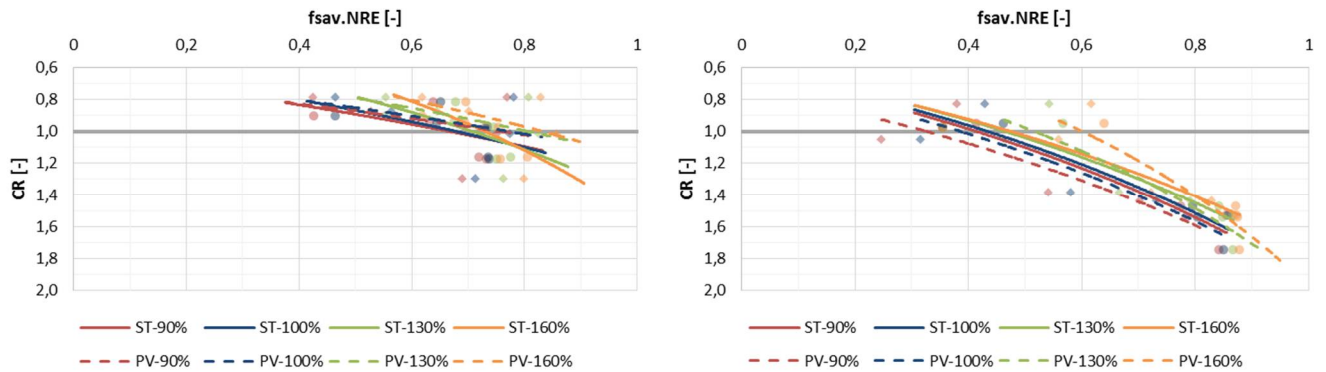 fsav.NRE [-]
0 0,2 0,4 0,6 0,8 1
0,6
0,8
1,0
1,2
1,4
1,6
1,8
2,0
CR [-]
ST-90% ST-100% ST-130% ST-160%
PV-90% PV-100% PV-130% PV-160%
fsav.NRE [-]
0 0,2 0,4 0,6 0,8 1
0,6
0,8
1,0
1,2
1,4
1,6
1,8
2,0
CR [-]
ST-90% ST-100% ST-130% ST-160%
PV-90% PV-100% PV-130% PV-160%